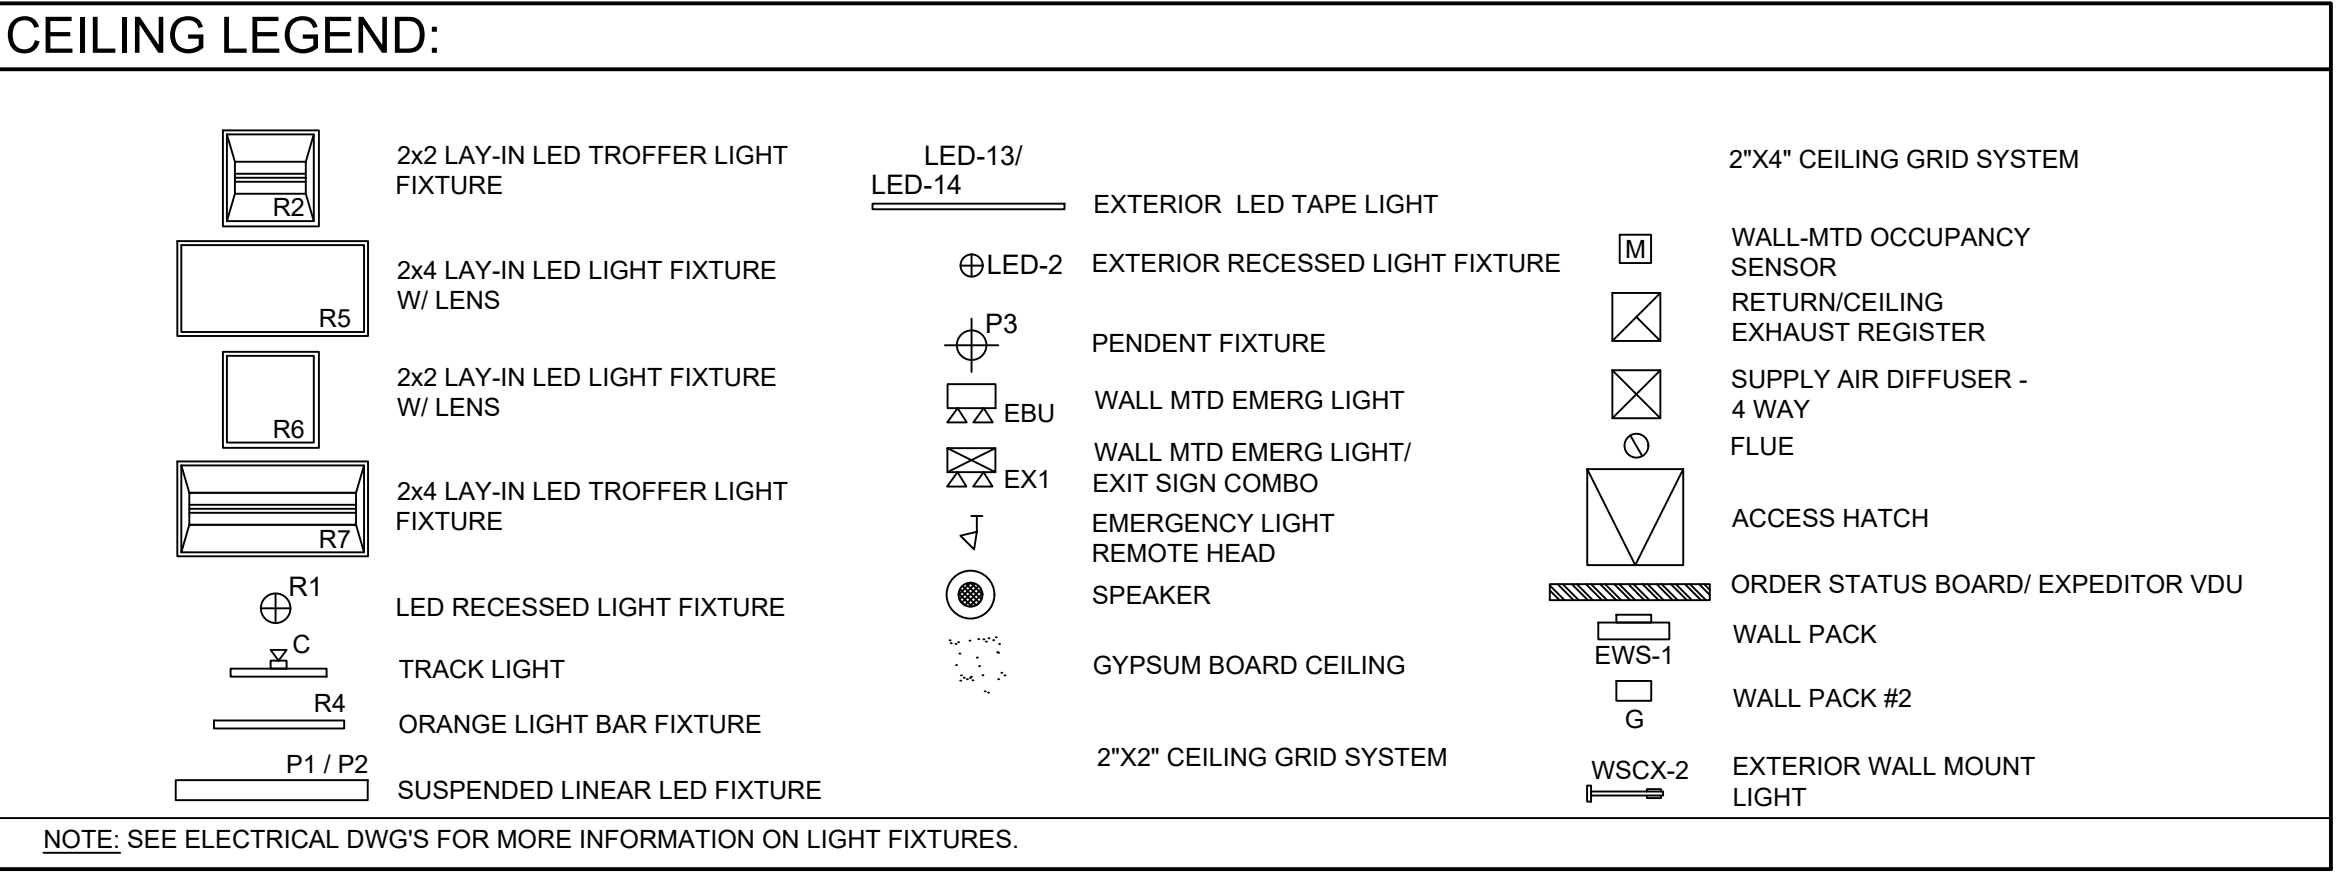 CEILING LEGEND:
2x2 LAY-IN LED TROFFER LIGHT
FIXTURE
R2
2x4 LAY-IN LED LIGHT FIXTURE
W/ LENS
R5
2x2 LAY-IN LED LIGHT FIXTURE
W/ LENS
R6
2x4 LAY-IN LED TROFFER LIGHT
FIXTURE
R7
R1
LED RECESSED LIGHT FIXTURE
C
TRACK LIGHT
R4
ORANGE LIGHT BAR FIXTURE
P1 / P2
SUSPENDED LINEAR LED FIXTURE
LED-13/
LED-14
EXTERIOR LED TAPE LIGHT
LED-2 EXTERIOR RECESSED LIGHT FIXTURE
P3
PENDENT FIXTURE
EBU WALL MTD EMERG LIGHT
WALL MTD EMERG LIGHT/
EX1 EXIT SIGN COMBO
EMERGENCY LIGHT
REMOTE HEAD
SPEAKER
GYPSUM BOARD CEILING
2"X2" CEILING GRID SYSTEM
2"X4" CEILING GRID SYSTEM
M
WALL-MTD OCCUPANCY
SENSOR
RETURN/CEILING
EXHAUST REGISTER
SUPPLY AIR DIFFUSER -
4 WAY
FLUE
ACCESS HATCH
ORDER STATUS BOARD/ EXPEDITOR VDU
WALL PACK
EWS-1
WALL PACK #2
G
WSCX-2
EXTERIOR WALL MOUNT
LIGHT
NOTE: SEE ELECTRICAL DWG'S FOR MORE INFORMATION ON LIGHT FIXTURES.